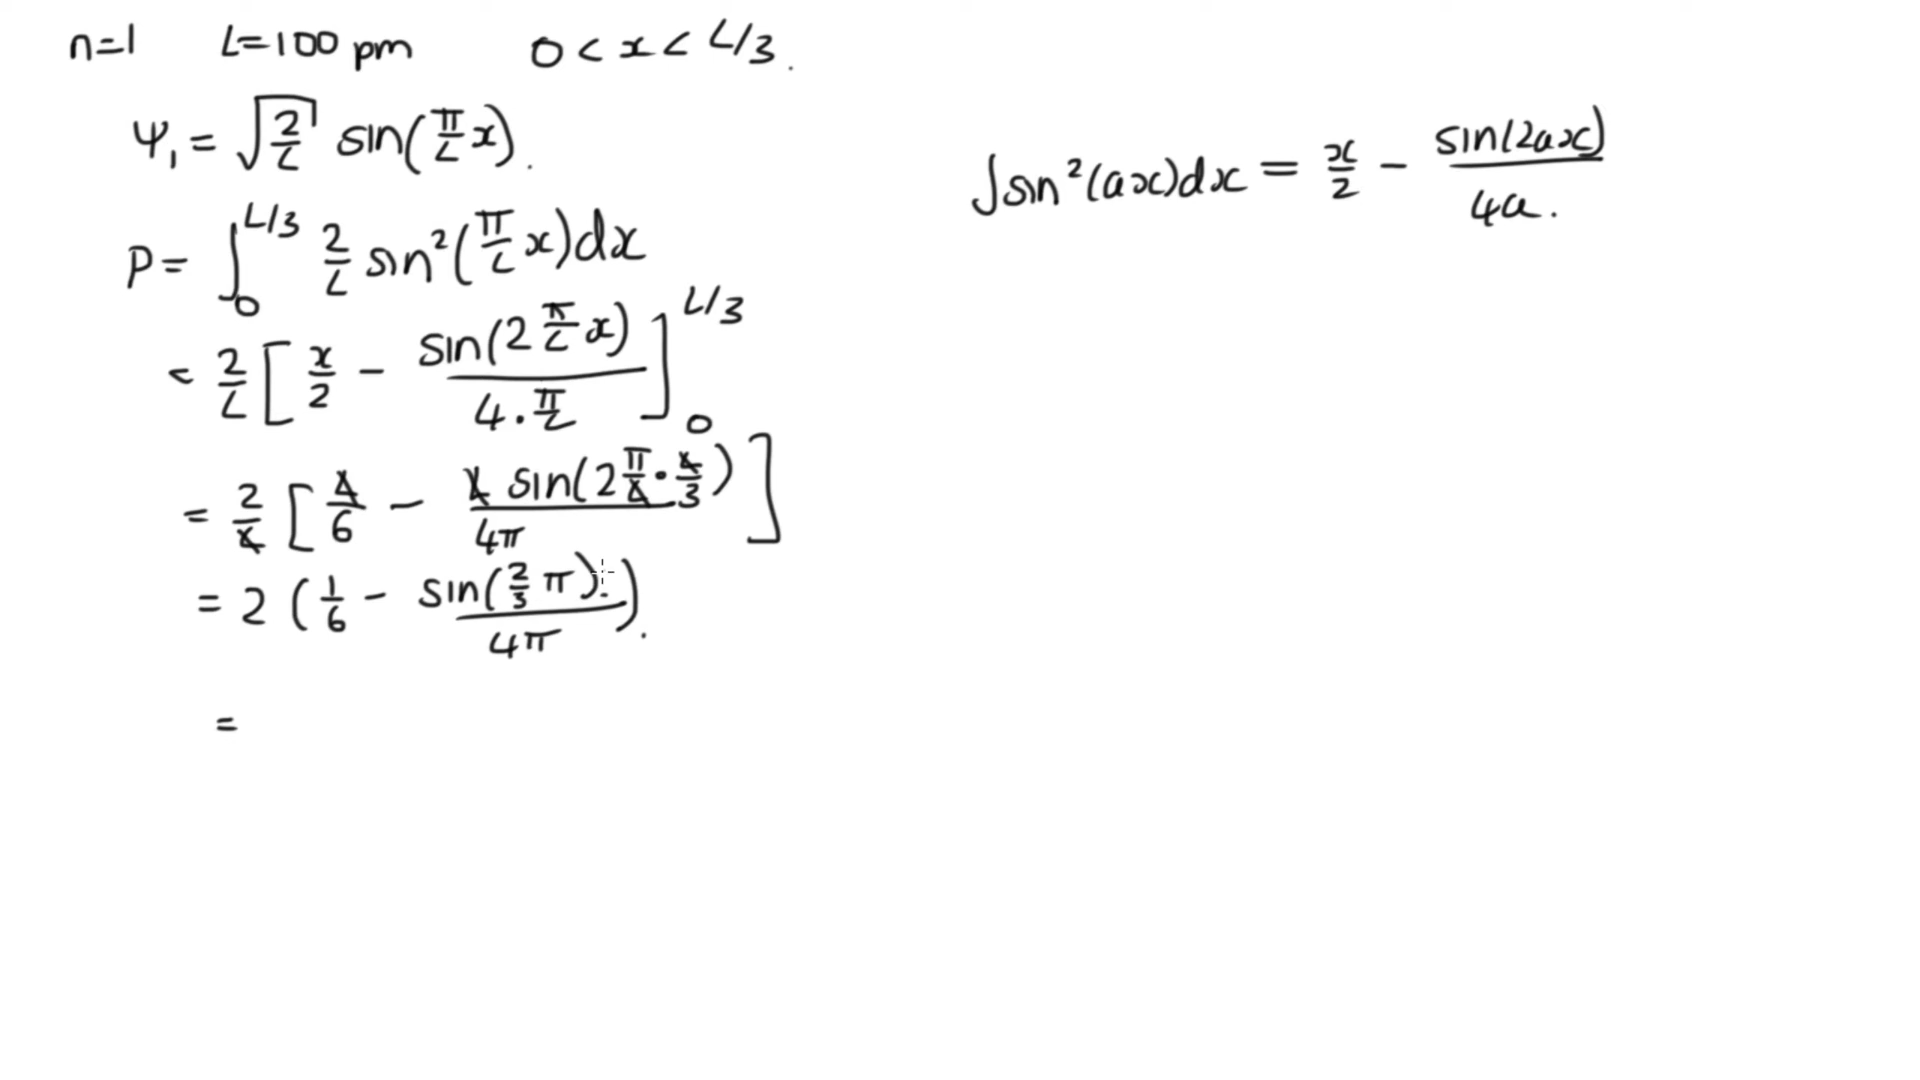 n=1 L=100 pm 0 < x < L/3.
Ψ₁ = √(2/L) sin(π/L x).
P= ∫₀^L/3 2/L sin²(π/L x)dx
= 2/L [x/2 - sin(2 π/L x)/(4 · π/L)]₀^L/3
= 2/L [L/6 - L sin(2 π/L · L/3)/4π]
= 2 (1/6 - sin(2/3 π)/4π).
=
∫sin²(ax)dx = x/2 - sin(2ax)/4a.